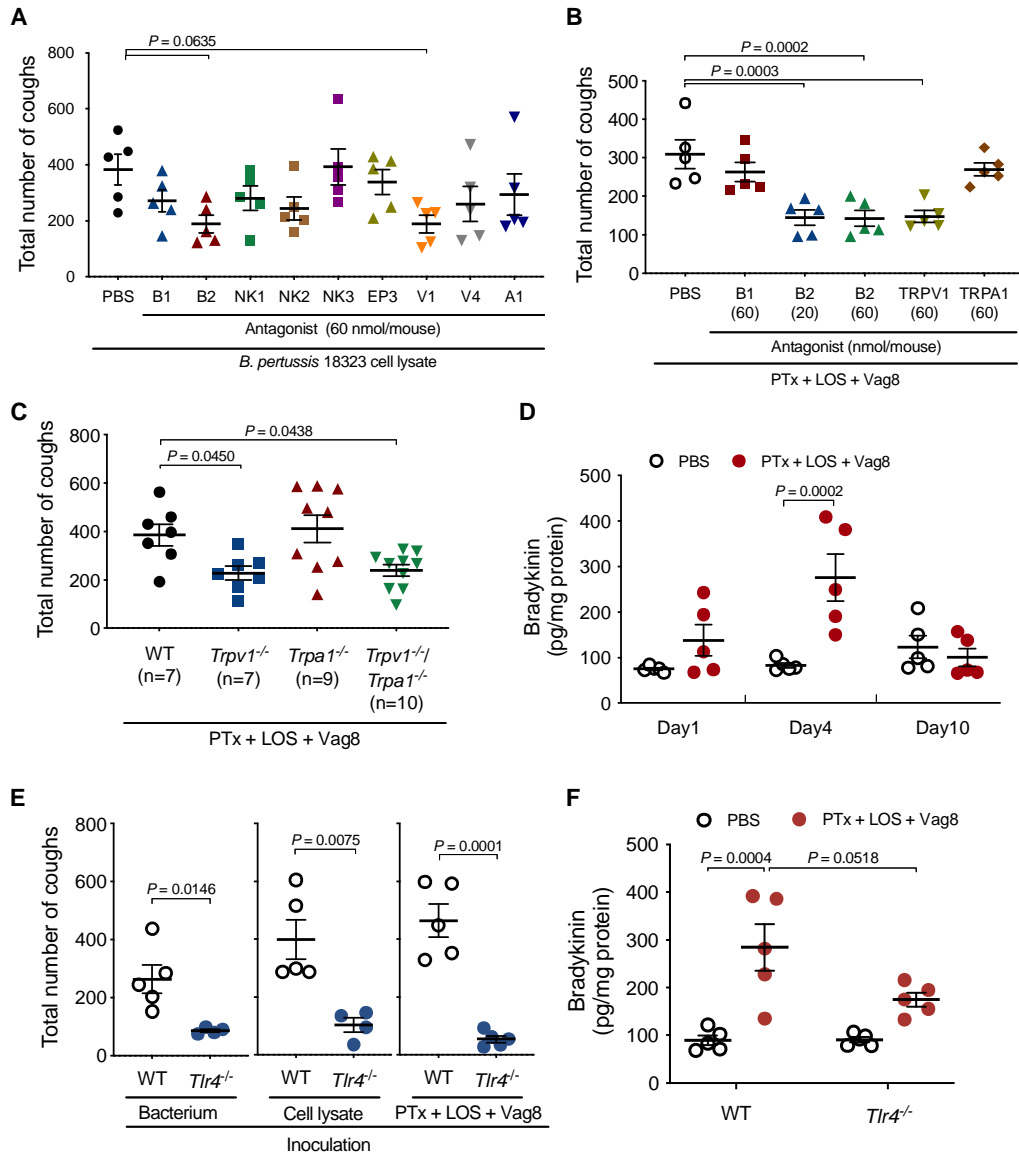 A
Total number of coughs
800
600
400
200
0
P = 0.0635
PBS B1 B2 NK1 NK2 NK3 EP3 V1 V4 A1
Antagonist (60 nmol/mouse)
B. pertussis 18323 cell lysate
B
Total number of coughs
500
400
300
200
100
0
P = 0.0002
P = 0.0003
PBS B1 B2 B2 TRPV1 TRPA1
(60) (20) (60) (60) (60)
Antagonist (nmol/mouse)
PTx + LOS + Vag8
C
Total number of coughs
800
600
400
200
0
P = 0.0438
P = 0.0450
WT Trpv1-/- Trpa1-/- Trpv1-/-/
Trpa1-/-
(n=7) (n=7) (n=9) (n=10)
PTx + LOS + Vag8
D
PBS PTx + LOS + Vag8
Bradykinin
(pg/mg protein)
500
400
300
200
100
0
P = 0.0002
Day1 Day4 Day10
E
Total number of coughs
800
600
400
200
0
P = 0.0146
P = 0.0075
P = 0.0001
WT Tlr4-/- WT Tlr4-/- WT Tlr4-/-
Bacterium Cell lysate PTx + LOS + Vag8
Inoculation
F
PBS PTx + LOS + Vag8
Bradykinin
(pg/mg protein)
500
400
300
200
100
0
P = 0.0004
P = 0.0518
WT Tlr4-/-